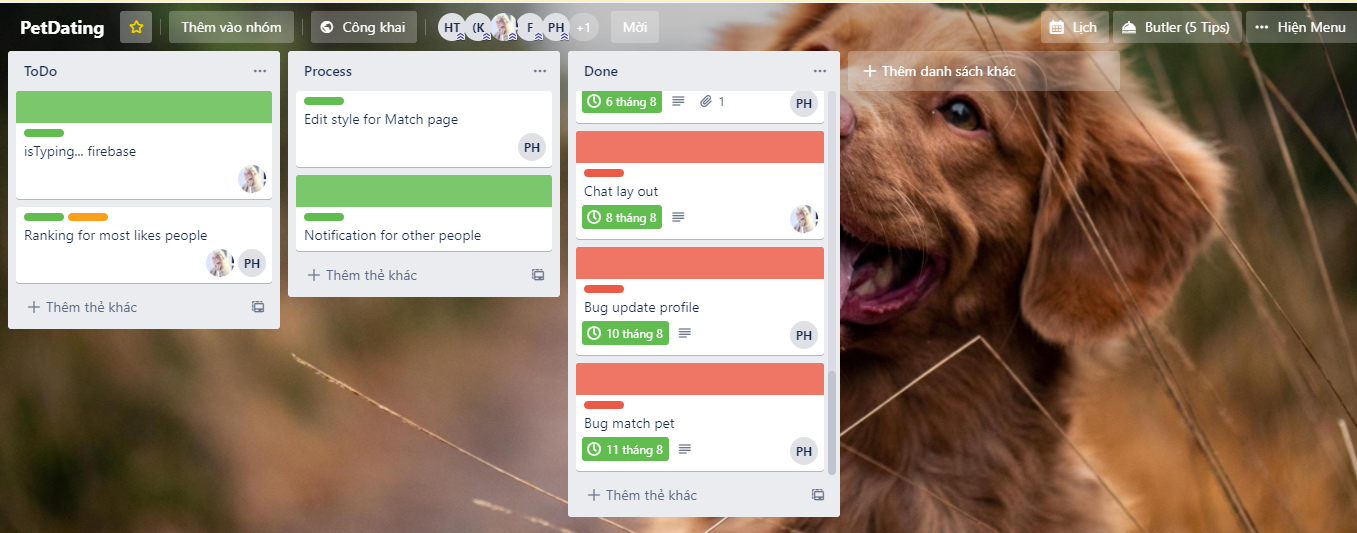 PetDating
Thêm vào nhóm
Công khai
HT
(K
F
PH
+1
Mời
Lịch
Butler (5 Tips)
Hiện Menu
ToDo
isTyping... firebase
Ranking for most likes people
PH
Thêm thẻ khác
Process
Edit style for Match page
PH
Notification for other people
Thêm thẻ khác
Done
6 tháng 8
1
PH
Chat lay out
8 tháng 8
Bug update profile
10 tháng 8
PH
Bug match pet
11 tháng 8
PH
Thêm thẻ khác
Thêm danh sách khác